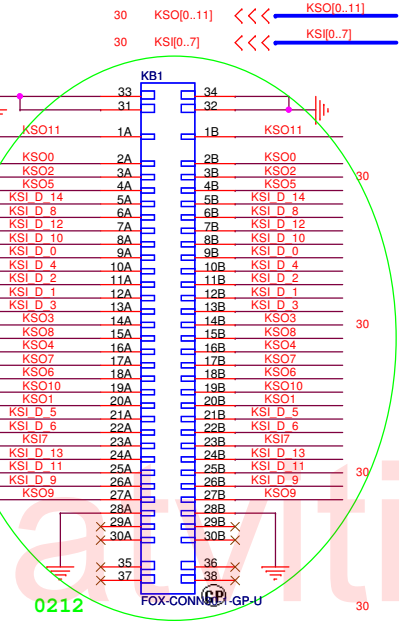 30 KSO[0..11] KSO[0..11]
30 KSI[0..7] KSI[0..7]
KB1
33 34
31 32
KSO11 1A 1B KSO11
KSO0 2A 2B KSO0
KSO2 3A 3B KSO2
KSO5 4A 4B KSO5
KSI_D_14 5A 5B KSI_D_14
KSI_D_8 6A 6B KSI_D_8
KSI_D_12 7A 7B KSI_D_12
KSI_D_10 8A 8B KSI_D_10
KSI_D_0 9A 9B KSI_D_0
KSI_D_4 10A 10B KSI_D_4
KSI_D_2 11A 11B KSI_D_2
KSI_D_1 12A 12B KSI_D_1
KSI_D_3 13A 13B KSI_D_3
KSO3 14A 14B KSO3
KSO8 15A 15B KSO8
KSO4 16A 16B KSO4
KSO7 17A 17B KSO7
KSO6 18A 18B KSO6
KSO10 19A 19B KSO10
KSO1 20A 20B KSO1
KSI_D_5 21A 21B KSI_D_5
KSI_D_6 22A 22B KSI_D_6
KSI7 23A 23B KSI7
KSI_D_13 24A 24B KSI_D_13
KSI_D_11 25A 25B KSI_D_11
KSI_D_9 26A 26B KSI_D_9
KSO9 27A 27B KSO9
28A 28B
29A 29B
30A 30B
35 36
37 38
30
30
30
30
GP
0212
atviti